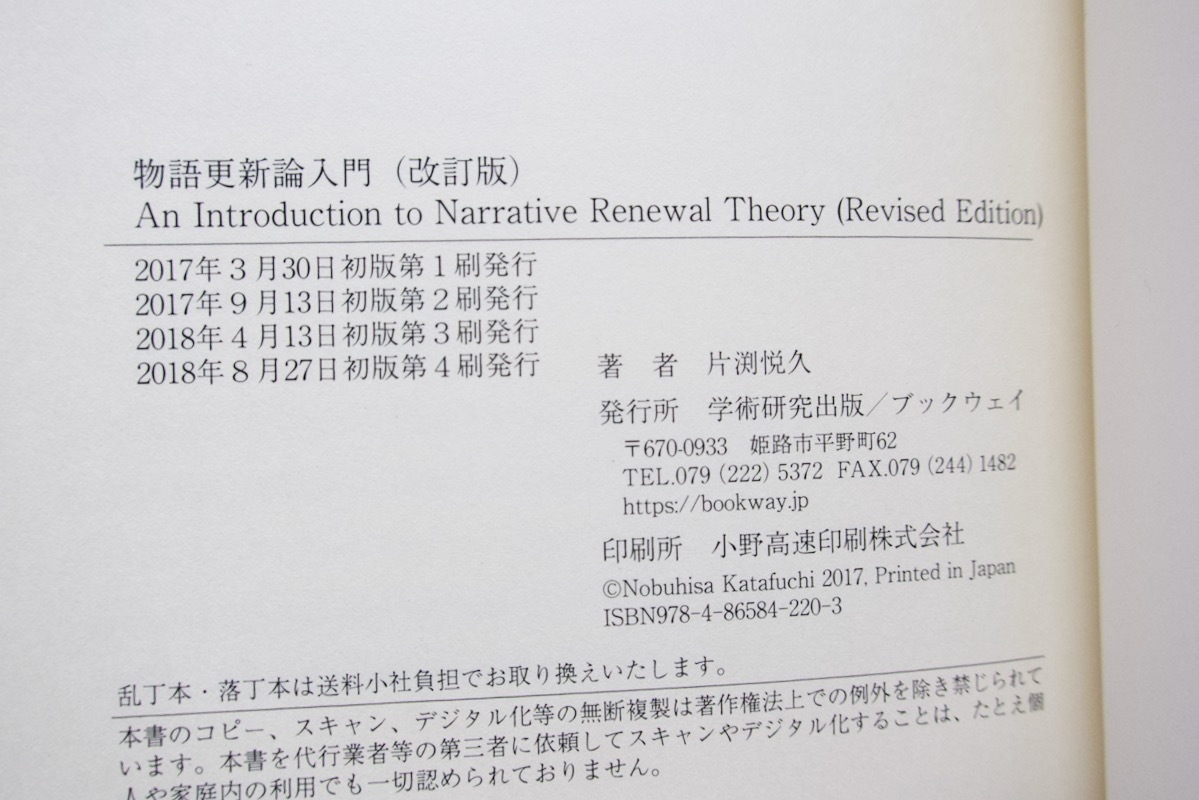 物語更新論入門（改訂版）
An Introduction to Narrative Renewal Theory (Revised Edition)
2017年３月30日初版第１刷発行
2017年９月13日初版第２刷発行
2018年４月13日初版第３刷発行
2018年８月27日初版第４刷発行
著　者　片渕悦久
発行所　学術研究出版／ブックウェイ
〒670-0933　姫路市平野町62
TEL.079 (222) 5372 FAX.079 (244) 1482
https://bookway.jp
印刷所　小野高速印刷株式会社
©Nobuhisa Katafuchi 2017, Printed in Japan
ISBN978-4-86584-220-3
乱丁本・落丁本は送料小社負担でお取り換えいたします。
本書のコピー、スキャン、デジタル化等の無断複製は著作権法上での例外を除き禁じられて
います。本書を代行業者等の第三者に依頼してスキャンやデジタル化することは、たとえ個
人や家庭内の利用でも一切認められておりません。